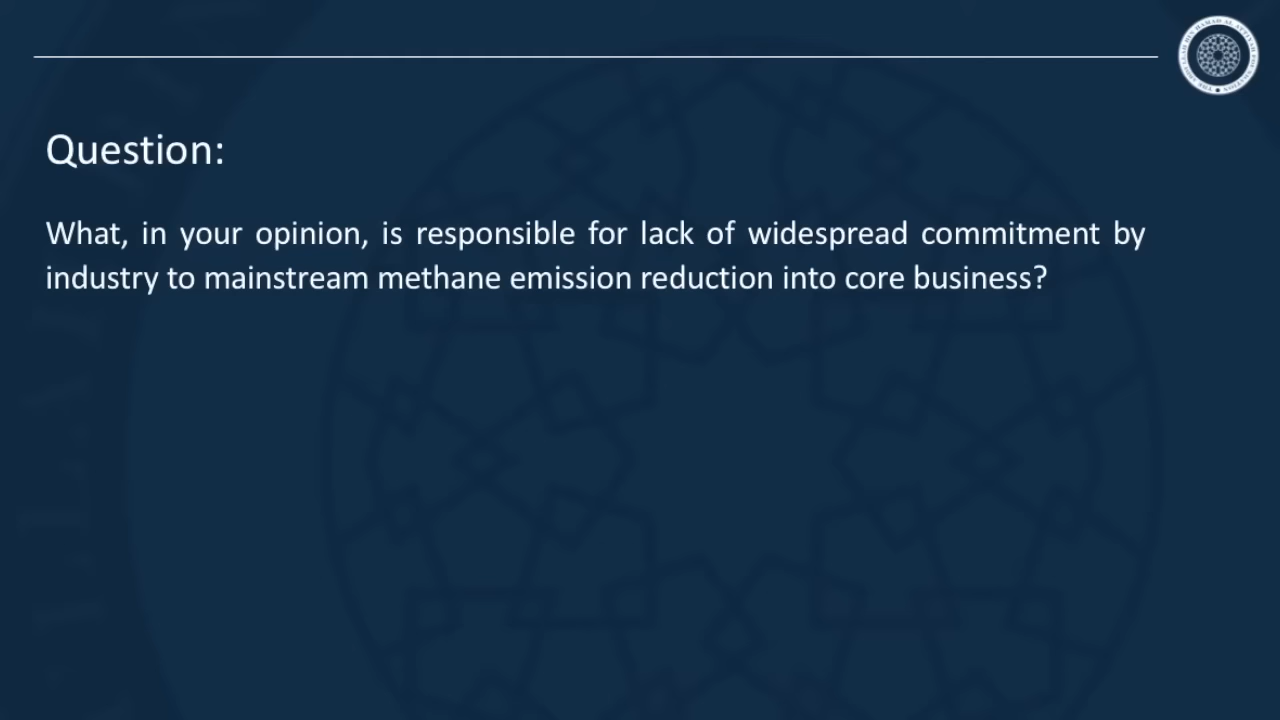 Question:
What, in your opinion, is responsible for lack of widespread commitment by
industry to mainstream methane emission reduction into core business?